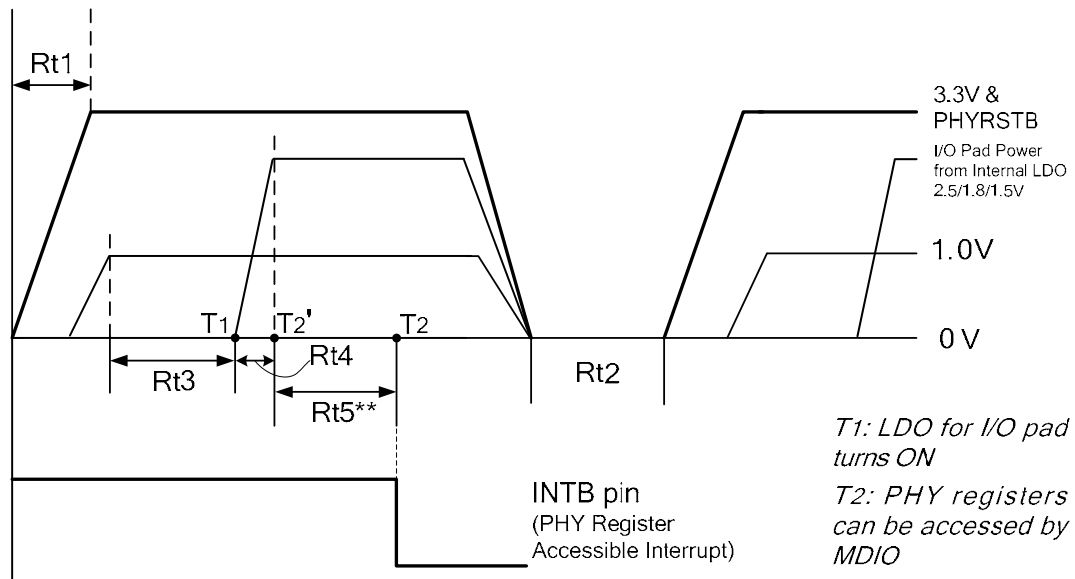 Rt1
3.3V &
PHYRSTB
I/O Pad Power
from Internal LDO
2.5/1.8/1.5V
1.0V
T1
T2'
T2
0 V
Rt3
Rt4
Rt2
Rt5**
T1: LDO for I/O pad
turns ON
INTB pin
(PHY Register
Accessible Interrupt)
T2: PHY registers
can be accessed by
MDIO